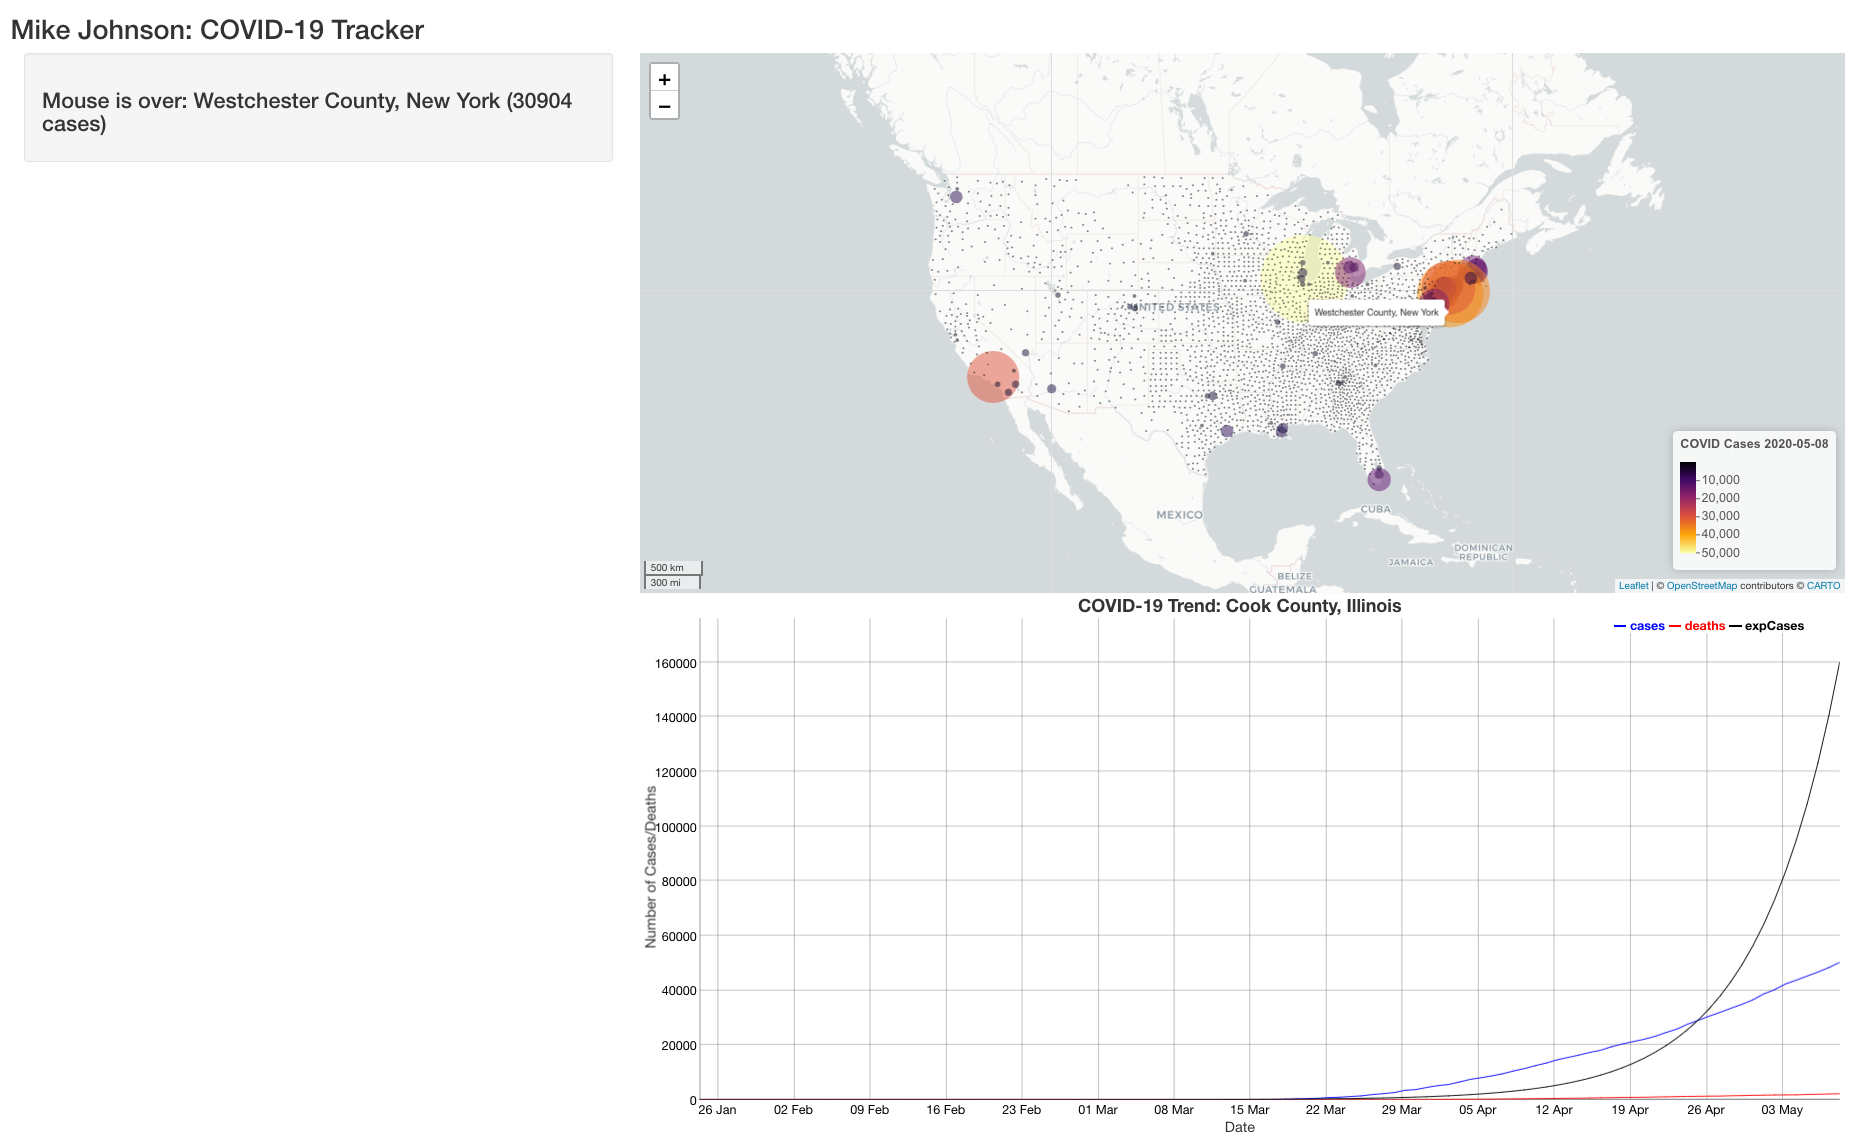 Mike Johnson: COVID-19 Tracker
Mouse is over: Westchester County, New York (30904
cases)
+
−
UNITED STATES
Westchester County, New York
MEXICO
CUBA
DOMINICAN
REPUBLIC
JAMAICA
BELIZE
GUATEMALA
COVID Cases 2020-05-08
10,000
20,000
30,000
40,000
50,000
500 km
300 mi
Leaflet | © OpenStreetMap contributors © CARTO
COVID-19 Trend: Cook County, Illinois
cases deaths expCases
Number of Cases/Deaths
160000
140000
120000
100000
80000
60000
40000
20000
0
26 Jan 02 Feb 09 Feb 16 Feb 23 Feb 01 Mar 08 Mar 15 Mar 22 Mar 29 Mar 05 Apr 12 Apr 19 Apr 26 Apr 03 May
Date